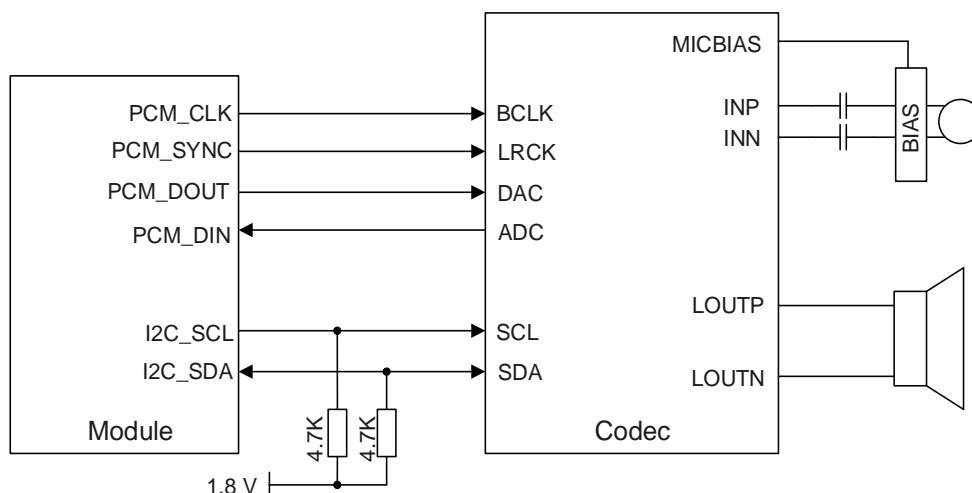 MICBIAS
PCM_CLK
BCLK
INP
BIAS
PCM_SYNC
LRCK
INN
PCM_DOUT
DAC
PCM_DIN
ADC
LOUTP
I2C_SCL
SCL
I2C_SDA
SDA
LOUTN
4.7K
4.7K
Module
Codec
1.8 V